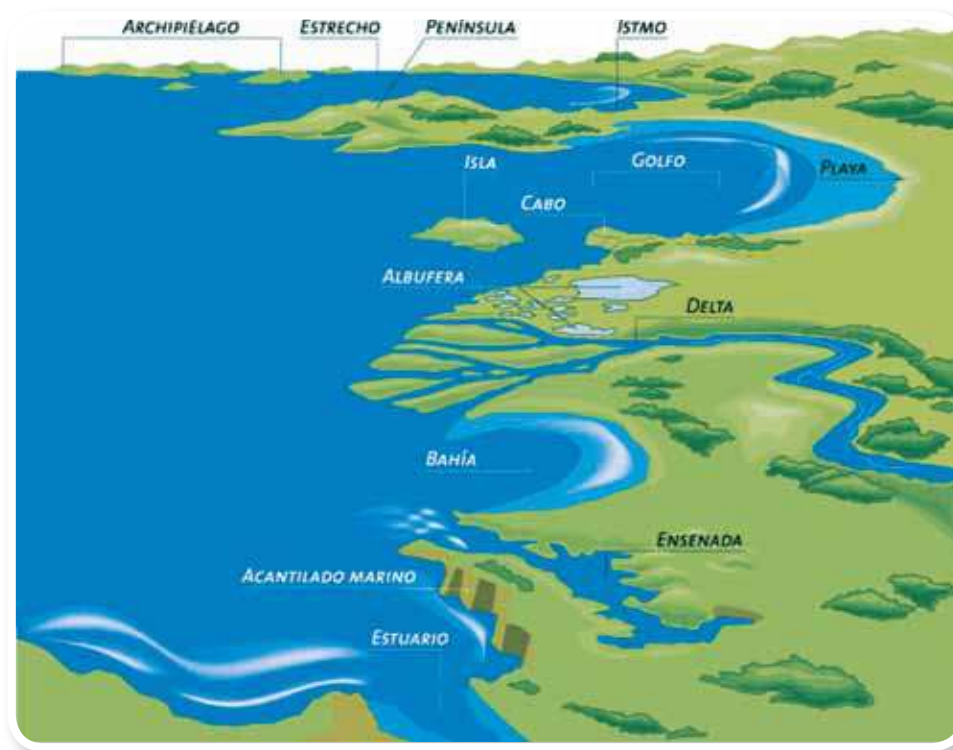 ARCHIPIÉLAGO ESTRECHO PENÍNSULA ISTMO
ISLA GOLFO PLAYA
CABO
ALBUFERA
DELTA
BAHÍA
ENSENADA
ACANTILADO MARINO
ESTUARIO